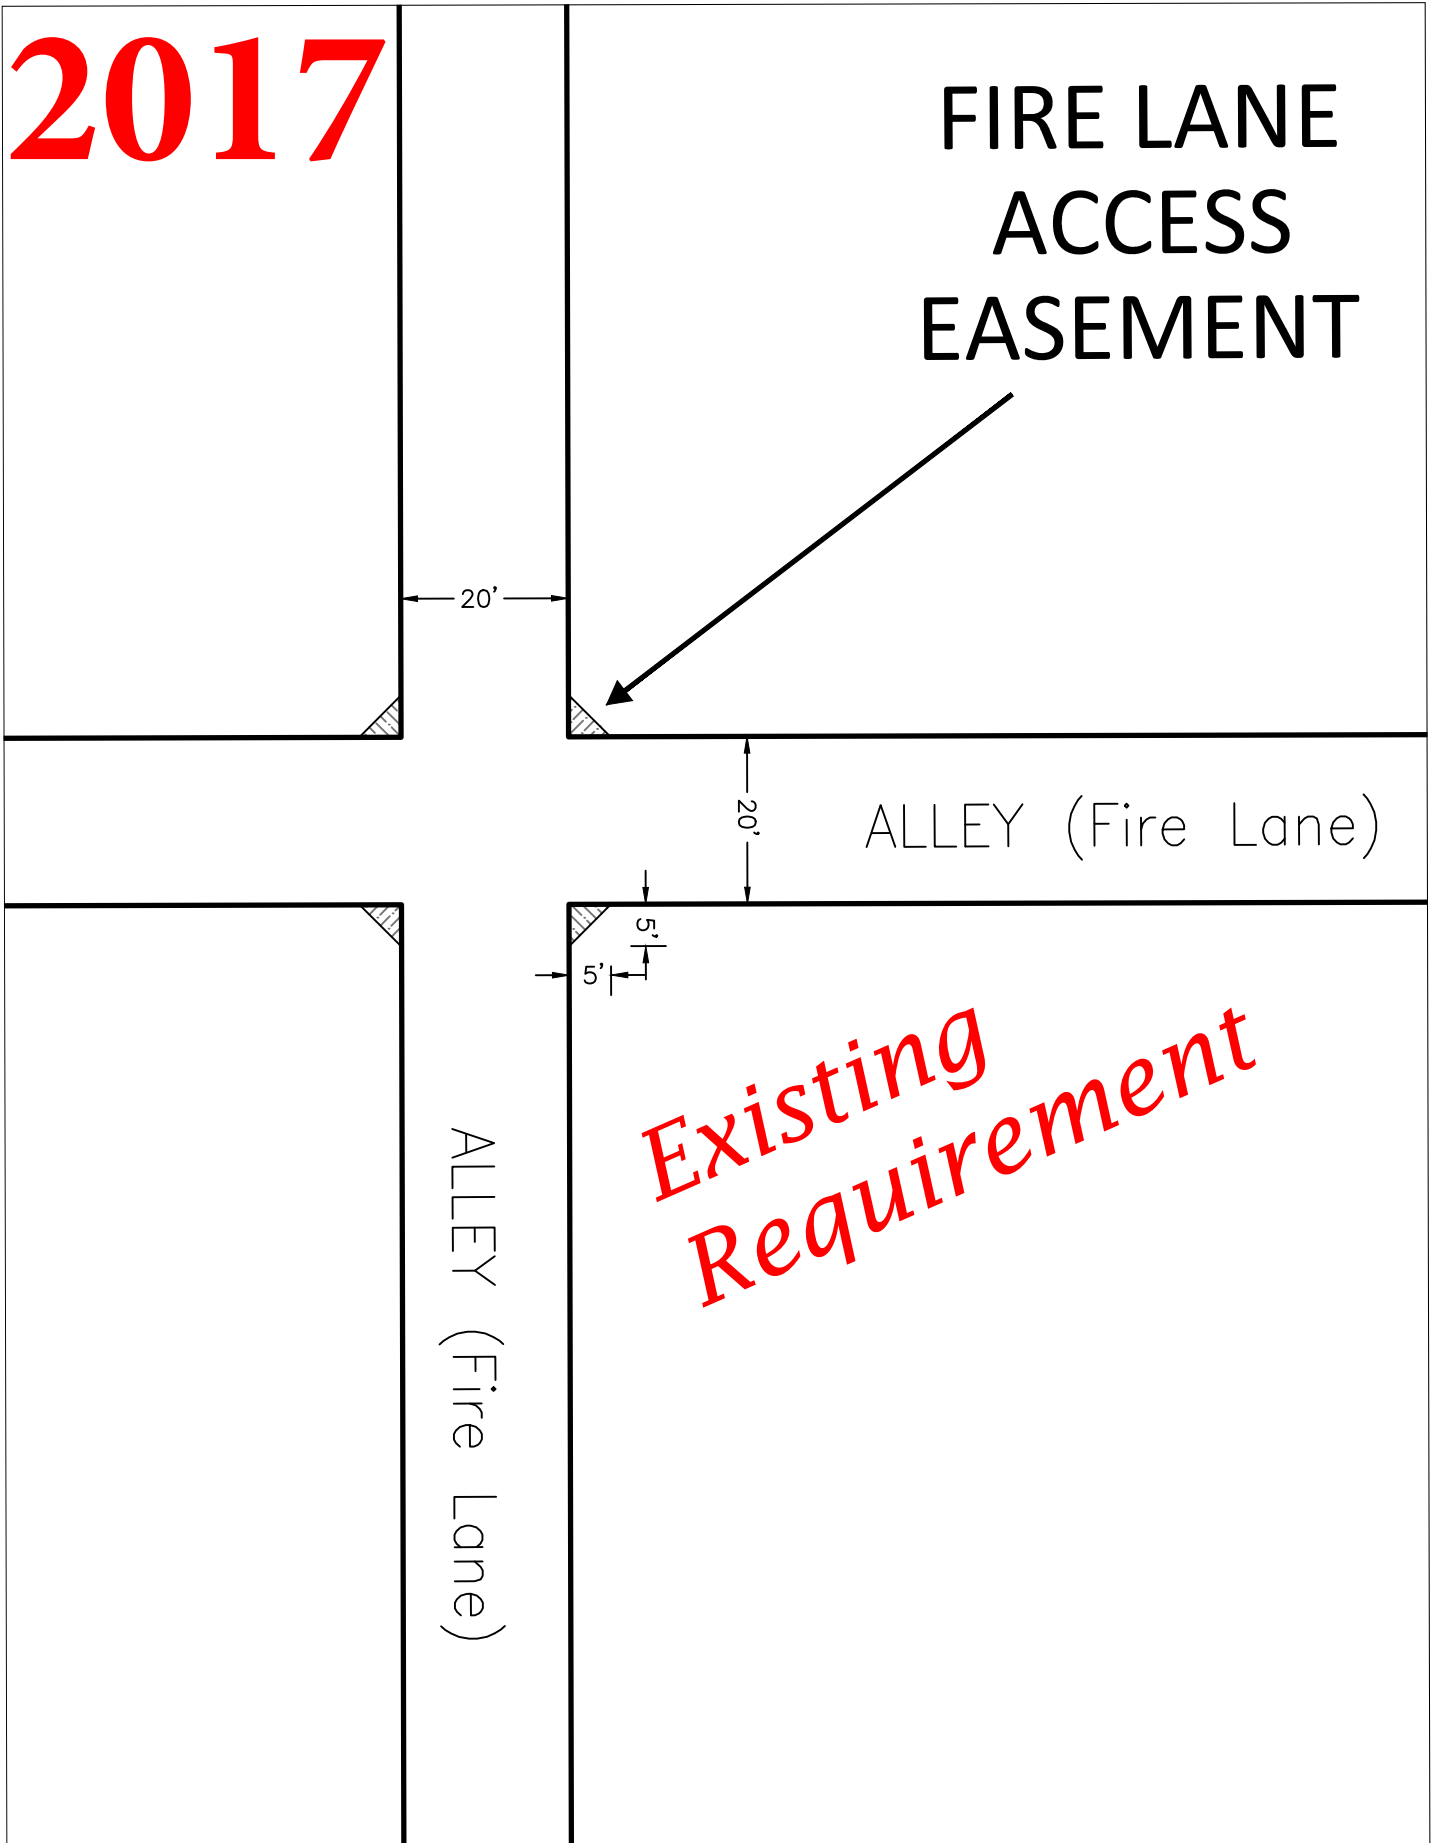 2017
FIRE LANE
ACCESS
EASEMENT
20'
20'
ALLEY (Fire Lane)
5'
5'
Existing
Requirement
ALLEY (Fire Lane)